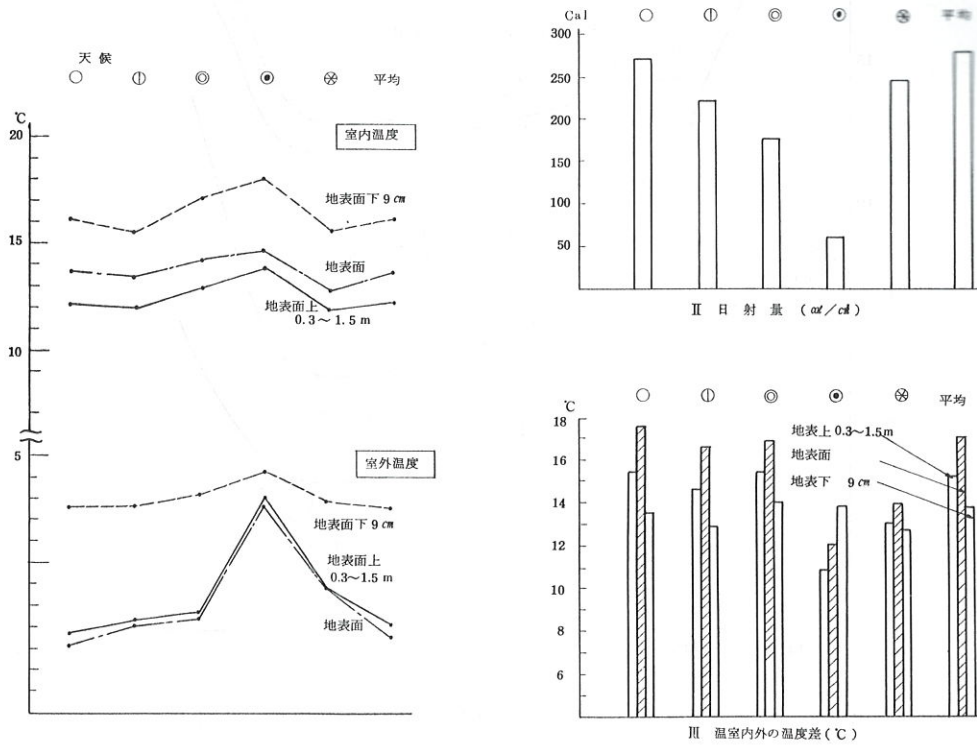 天候
○ ⦶ ◎ ⦿ ⊛ 平均
℃
20
室内温度
地表面下 9 cm
15
地表面
地表面上
0.3~1.5 m
10
5
室外温度
地表面下 9 cm
地表面上
0.3~1.5 m
地表面
Cal ○ ⦶ ◎ ⦿ ⊛ 平均
300
250
200
150
100
50
II 日射量
℃ ○ ⦶ ◎ ⦿ ⊛ 平均
18
地表上 0.3~1.5 m
16
地表面
地表下 9 cm
14
12
10
8
6
III 温室内外の温度差(℃)